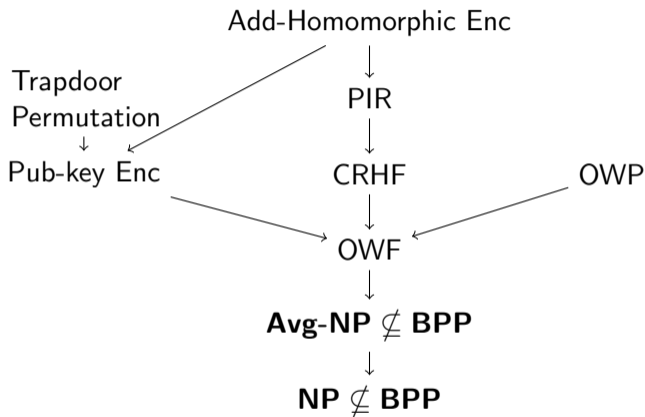 Add-Homomorphic Enc
Trapdoor
Permutation
PIR
Pub-key Enc
CRHF
OWP
OWF
Avg-NP ⊈ BPP
NP ⊈ BPP